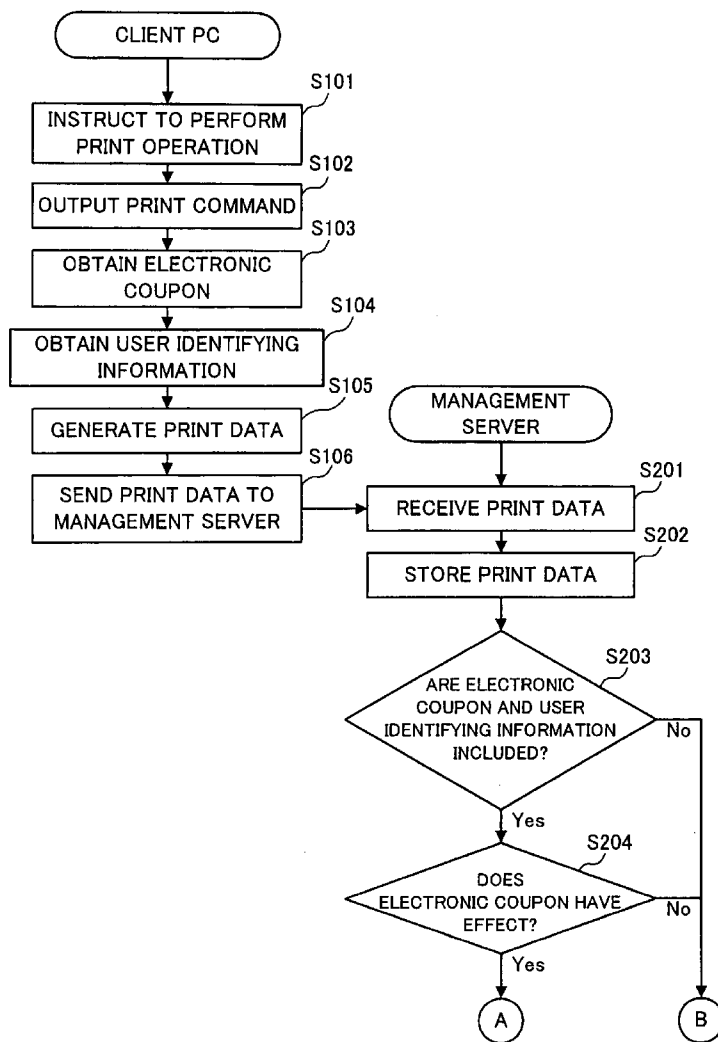 CLIENT PC
S101
INSTRUCT TO PERFORM
PRINT OPERATION
S102
OUTPUT PRINT COMMAND
S103
OBTAIN ELECTRONIC
COUPON
S104
OBTAIN USER IDENTIFYING
INFORMATION
S105
GENERATE PRINT DATA
S106
SEND PRINT DATA TO
MANAGEMENT SERVER
MANAGEMENT
SERVER
S201
RECEIVE PRINT DATA
S202
STORE PRINT DATA
S203
ARE ELECTRONIC
COUPON AND USER
IDENTIFYING INFORMATION
INCLUDED?
No
Yes
S204
DOES
ELECTRONIC COUPON HAVE
EFFECT?
No
Yes
A
B